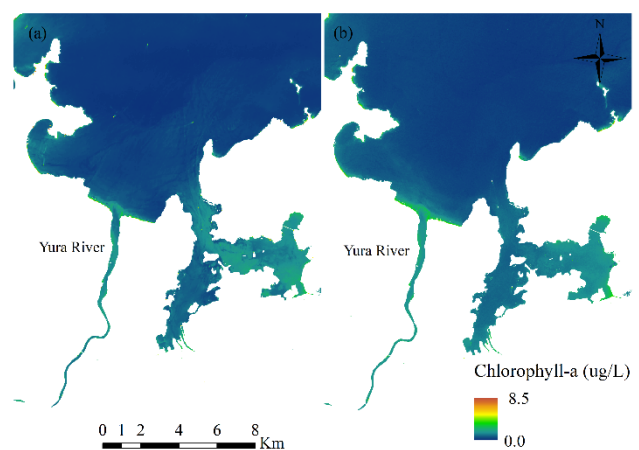 (a)
(b)
N
Yura River
Yura River
Chlorophyll-a (ug/L)
8.5
0.0
0 1 2 4 6 8
Km